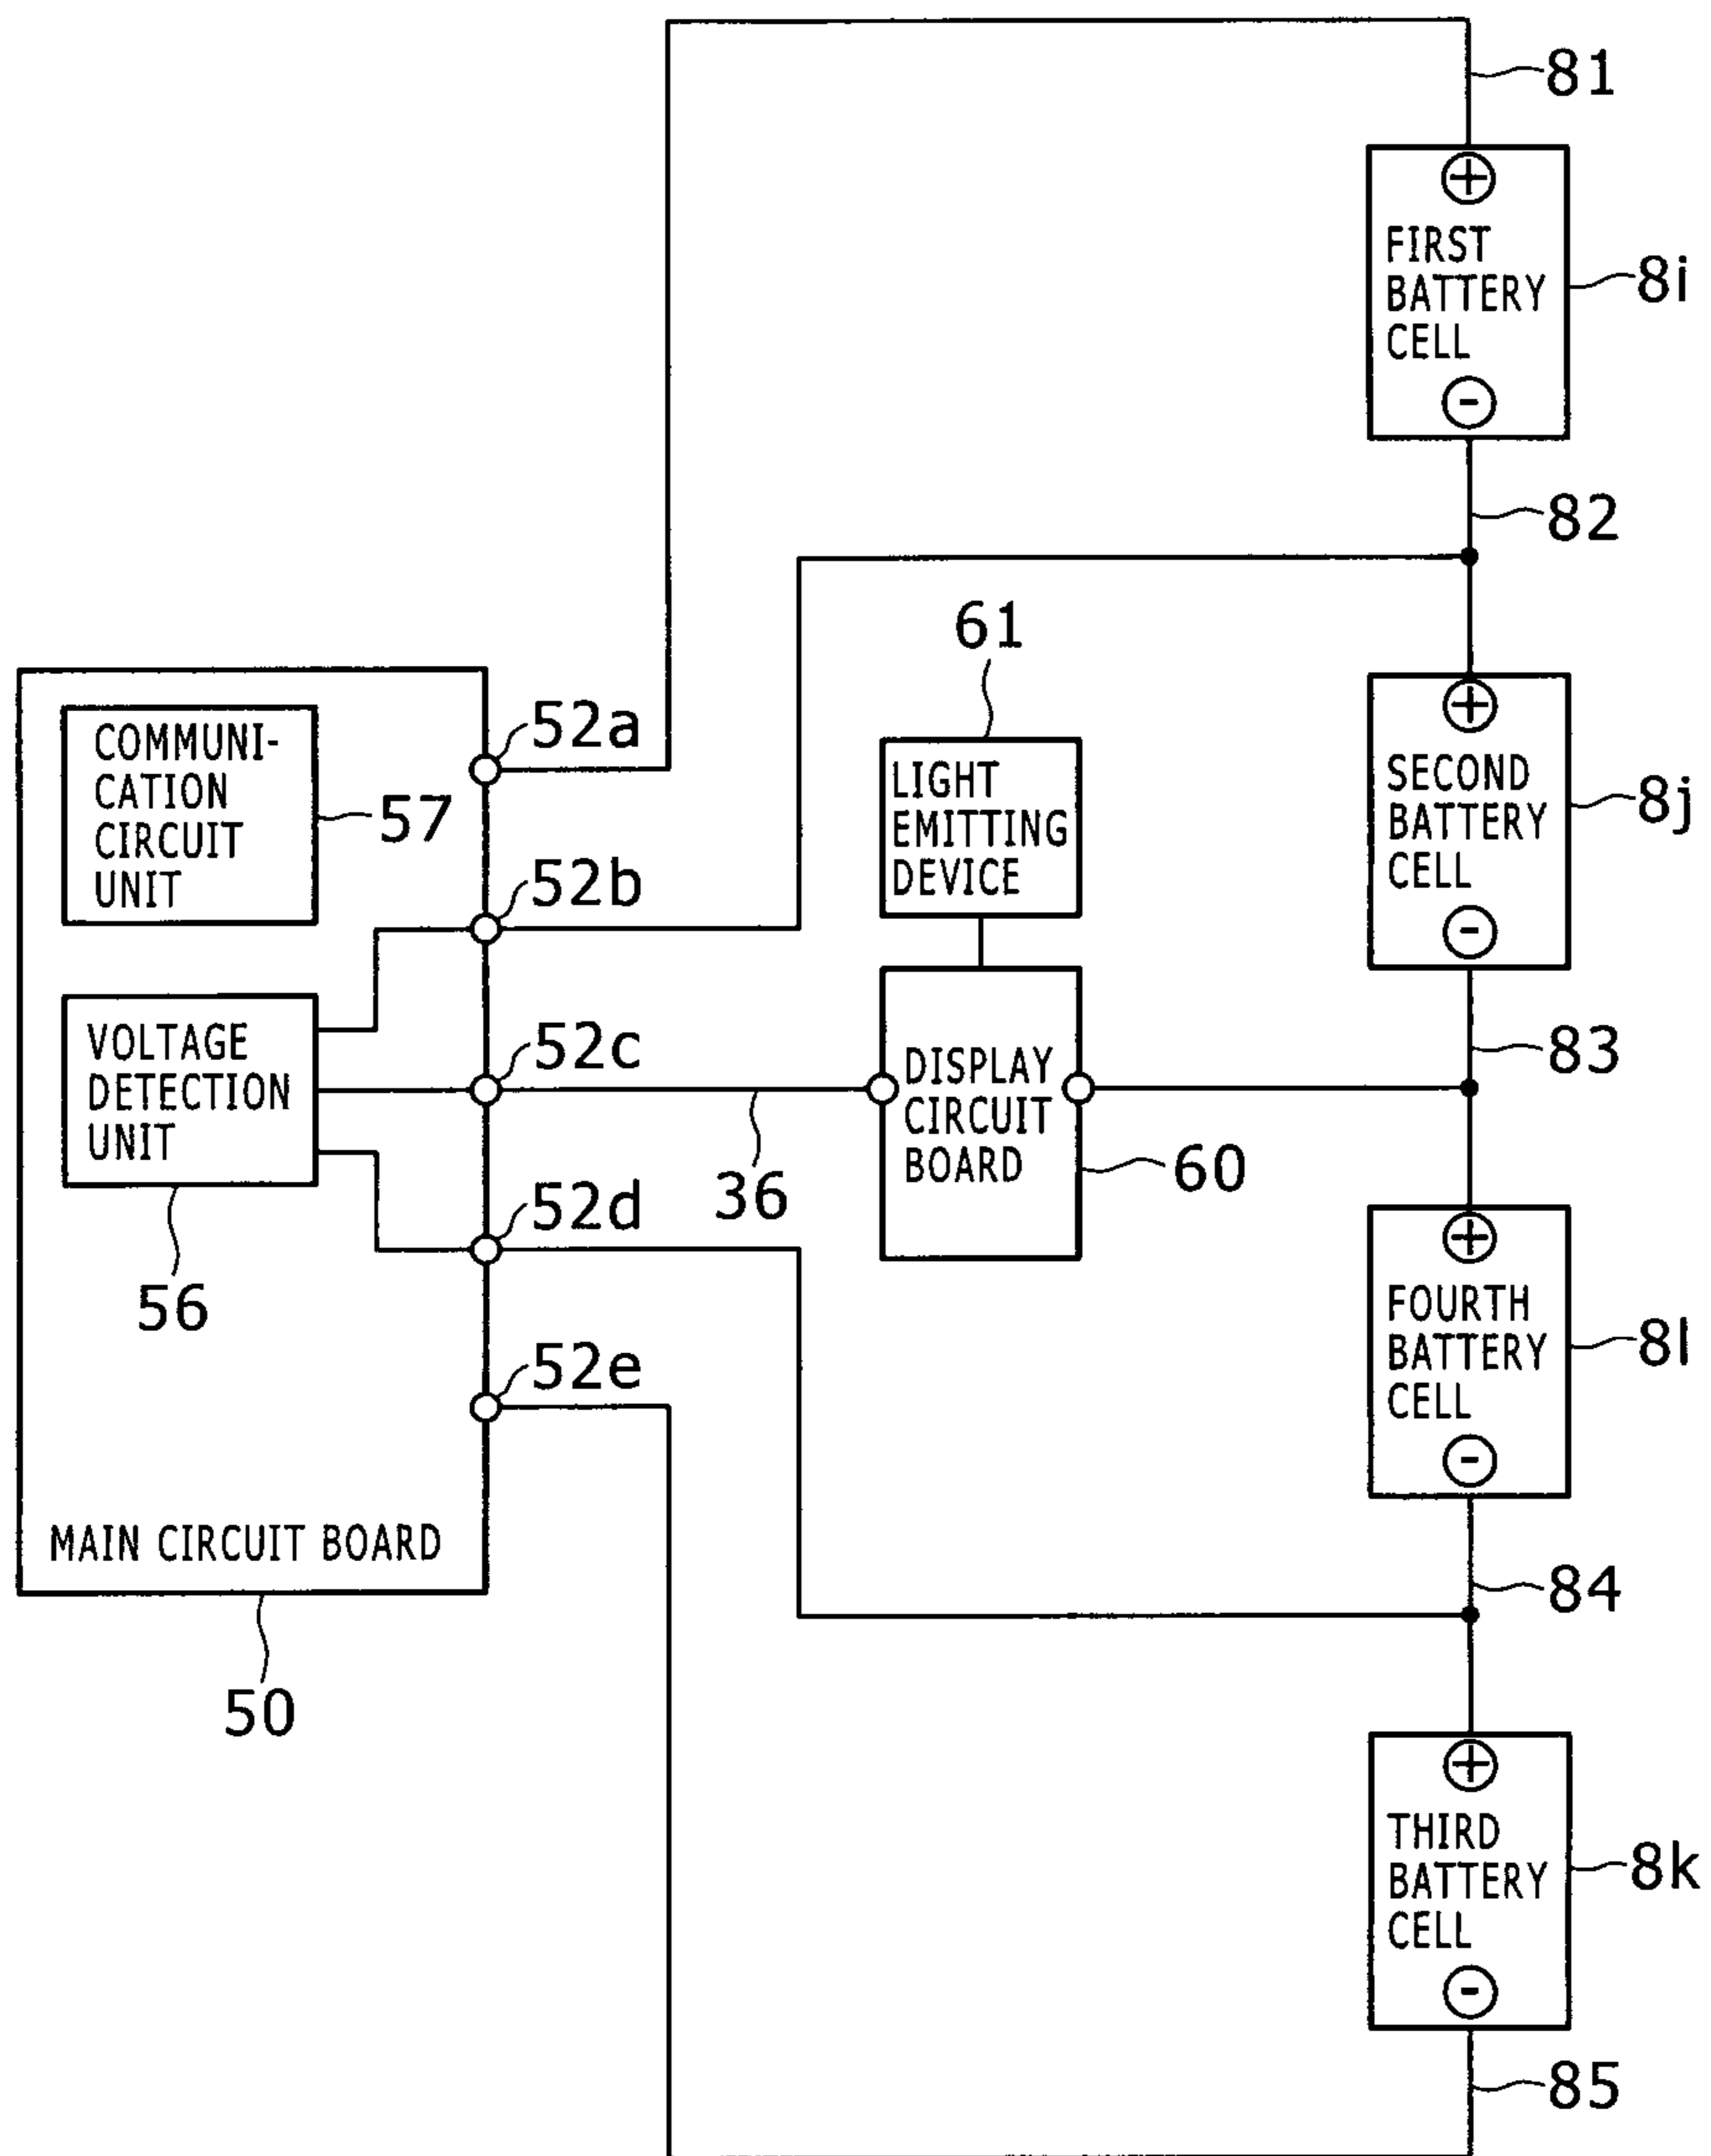 81
+
FIRST
BATTERY
CELL
-
8i
82
61
52a
COMMUNI-
CATION
CIRCUIT
UNIT
57
LIGHT
EMITTING
DEVICE
+
SECOND
BATTERY
CELL
-
8j
52b
VOLTAGE
DETECTION
UNIT
52c
DISPLAY
CIRCUIT
BOARD
83
36
60
52d
56
+
FOURTH
BATTERY
CELL
-
8l
52e
MAIN CIRCUIT BOARD
84
50
+
THIRD
BATTERY
CELL
-
8k
85